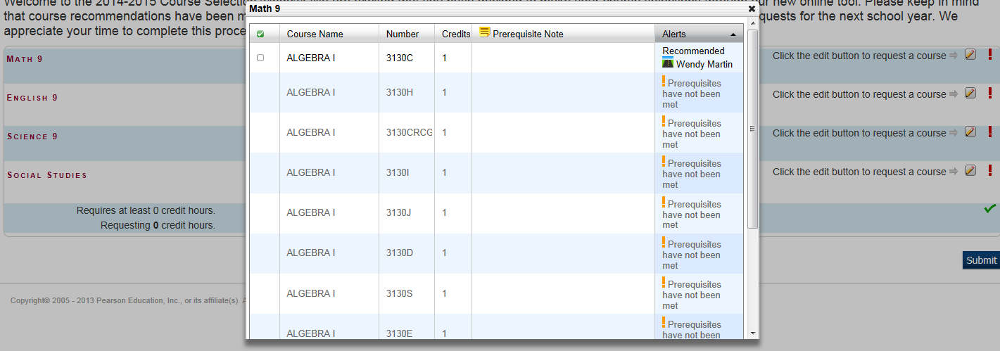 Welcome to the 2014-2015 Course Selection
ur new online tool. Please keep in mind
that course recommendations have been m
quests for the next school year. We
appreciate your time to complete this proce
Math 9
Course Name Number Credits Prerequisite Note Alerts
ALGEBRA I 3130C 1 Recommended
Wendy Martin
ALGEBRA I 3130H 1 Prerequisites
have not been
met
ALGEBRA I 3130CRCG 1 Prerequisites
have not been
met
ALGEBRA I 3130I 1 Prerequisites
have not been
met
ALGEBRA I 3130J 1 Prerequisites
have not been
met
ALGEBRA I 3130D 1 Prerequisites
have not been
met
ALGEBRA I 3130S 1 Prerequisites
have not been
met
ALGEBRA I 3130E 1 Prerequisites
have not been
Math 9 Click the edit button to request a course
English 9 Click the edit button to request a course
Science 9 Click the edit button to request a course
Social Studies Click the edit button to request a course
Requires at least 0 credit hours.
Requesting 0 credit hours.
Submit
Copyright© 2005 - 2013 Pearson Education, Inc., or its affiliate(s). A